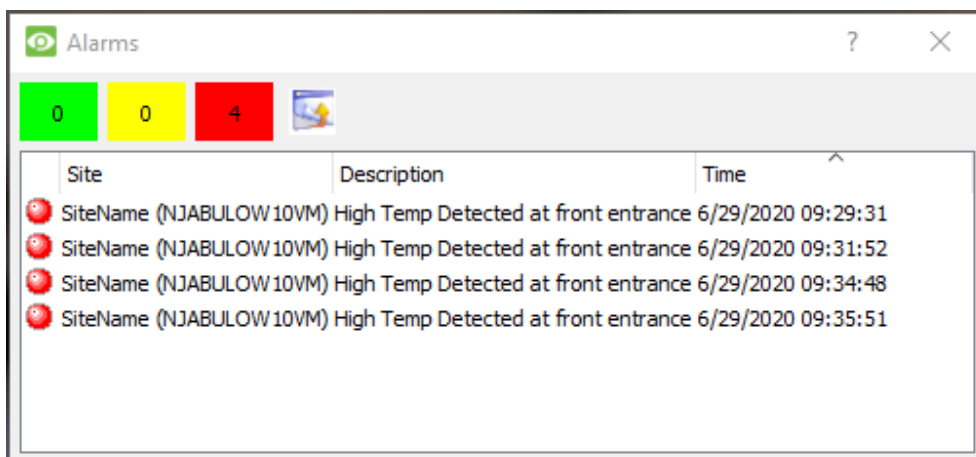 Alarms ?
0 0 4
Site Description Time
SiteName (NJABULOW10VM) High Temp Detected at front entrance 6/29/2020 09:29:31
SiteName (NJABULOW10VM) High Temp Detected at front entrance 6/29/2020 09:31:52
SiteName (NJABULOW10VM) High Temp Detected at front entrance 6/29/2020 09:34:48
SiteName (NJABULOW10VM) High Temp Detected at front entrance 6/29/2020 09:35:51